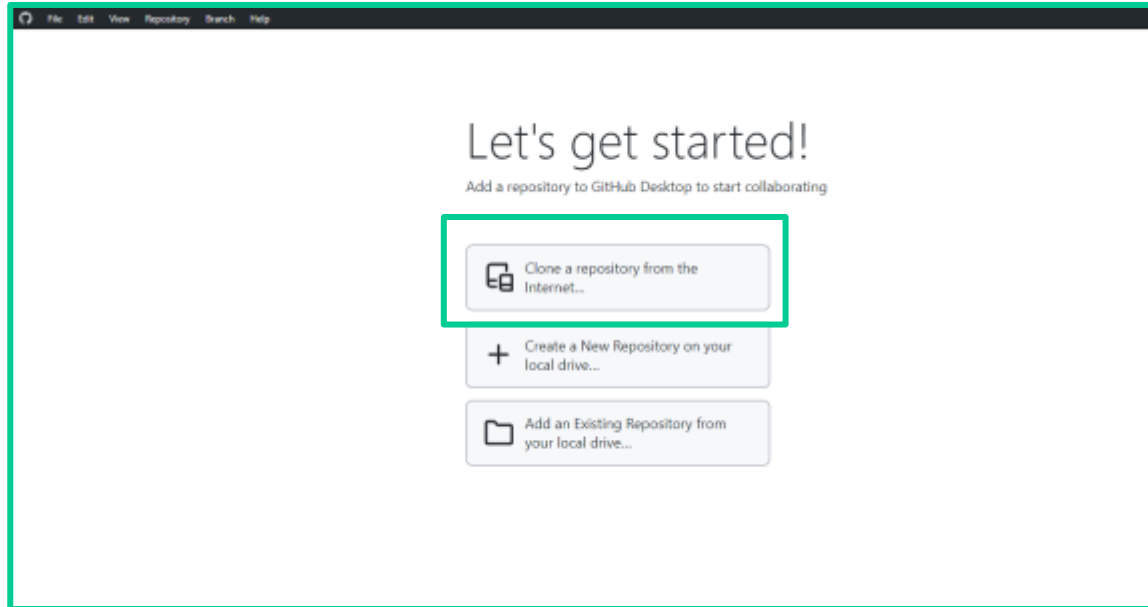 File Edit View Repository Branch Help
Let's get started!
Add a repository to GitHub Desktop to start collaborating
Clone a repository from the
Internet...
Create a New Repository on your
local drive...
Add an Existing Repository from
your local drive...